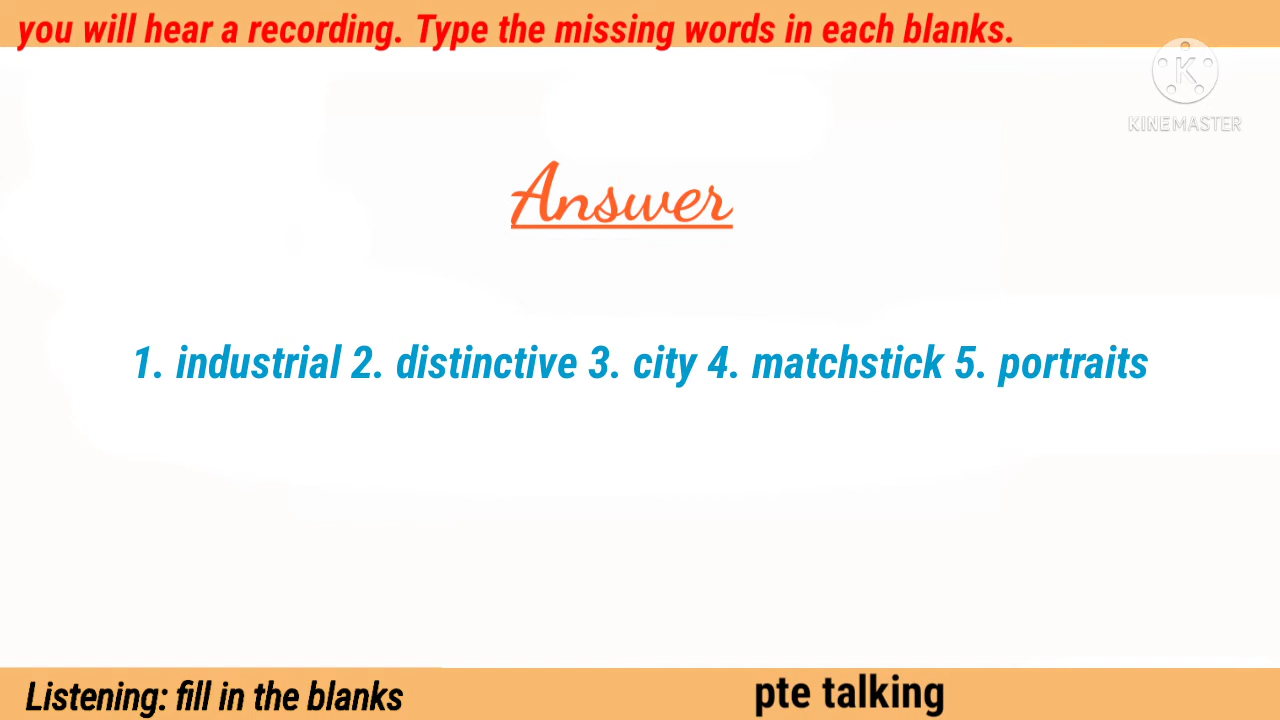 you will hear a recording. Type the missing words in each blanks.
KINEMASTER
Answer
1. industrial 2. distinctive 3. city 4. matchstick 5. portraits
Listening: fill in the blanks
pte talking